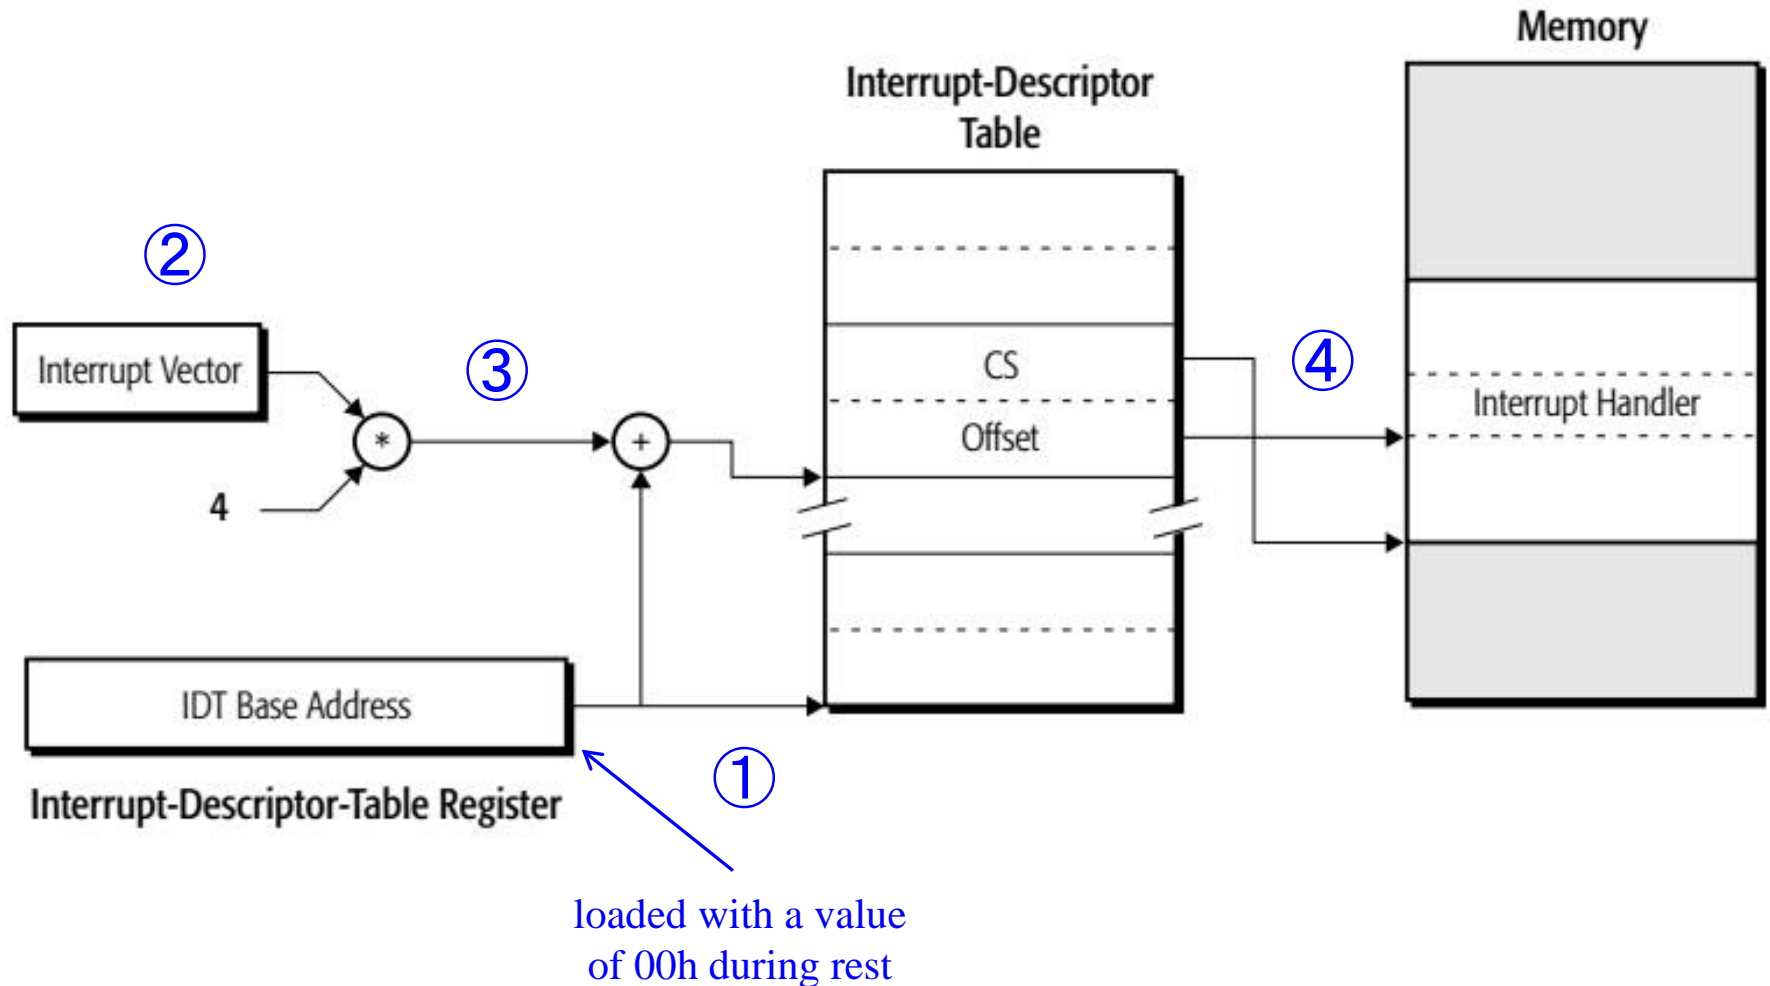 Memory
Interrupt-Descriptor
Table
②
Interrupt Vector
③
*
4
+
CS
Offset
④
Interrupt Handler
IDT Base Address
①
Interrupt-Descriptor-Table Register
loaded with a value
of 00h during rest